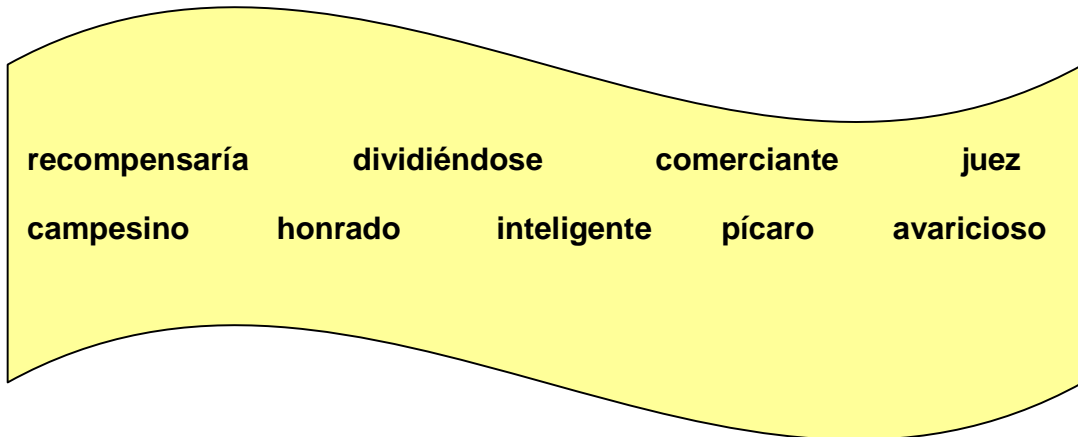 recompensaría dividiéndose comerciante juez
campesino honrado inteligente pícaro avaricioso